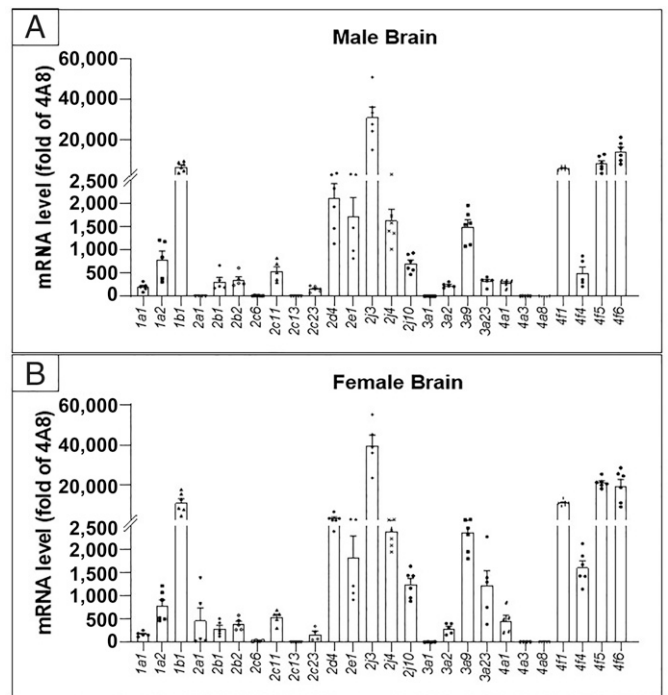 A
Male Brain
mRNA level (fold of 4A8)
60,000
40,000
20,000
2,500
2,000
1,500
1,000
500
0
1a1 1a2 1b1 2a1 2b1 2b2 2c6 2c11 2c13 2c23 2d4 2e1 2j3 2j4 2j10 3a1 3a2 3a9 3a23 4a1 4a3 4a8 4f1 4f4 4f5 4f6
B
Female Brain
mRNA level (fold of 4A8)
60,000
40,000
20,000
2,500
2,000
1,500
1,000
500
0
1a1 1a2 1b1 2a1 2b1 2b2 2c6 2c11 2c13 2c23 2d4 2e1 2j3 2j4 2j10 3a1 3a2 3a9 3a23 4a1 4a3 4a8 4f1 4f4 4f5 4f6